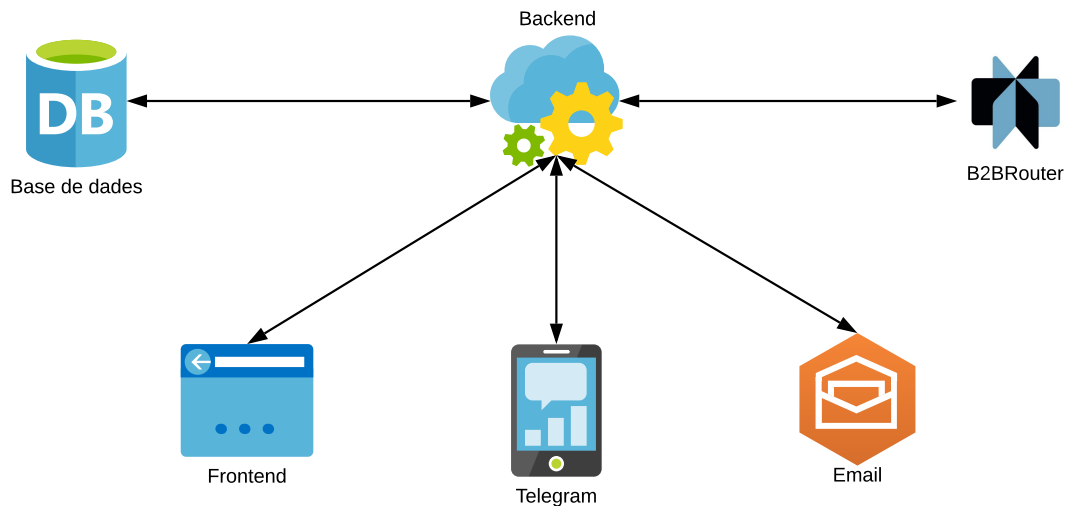 Backend
DB
Base de dades
B2BRouter
Frontend
Telegram
Email